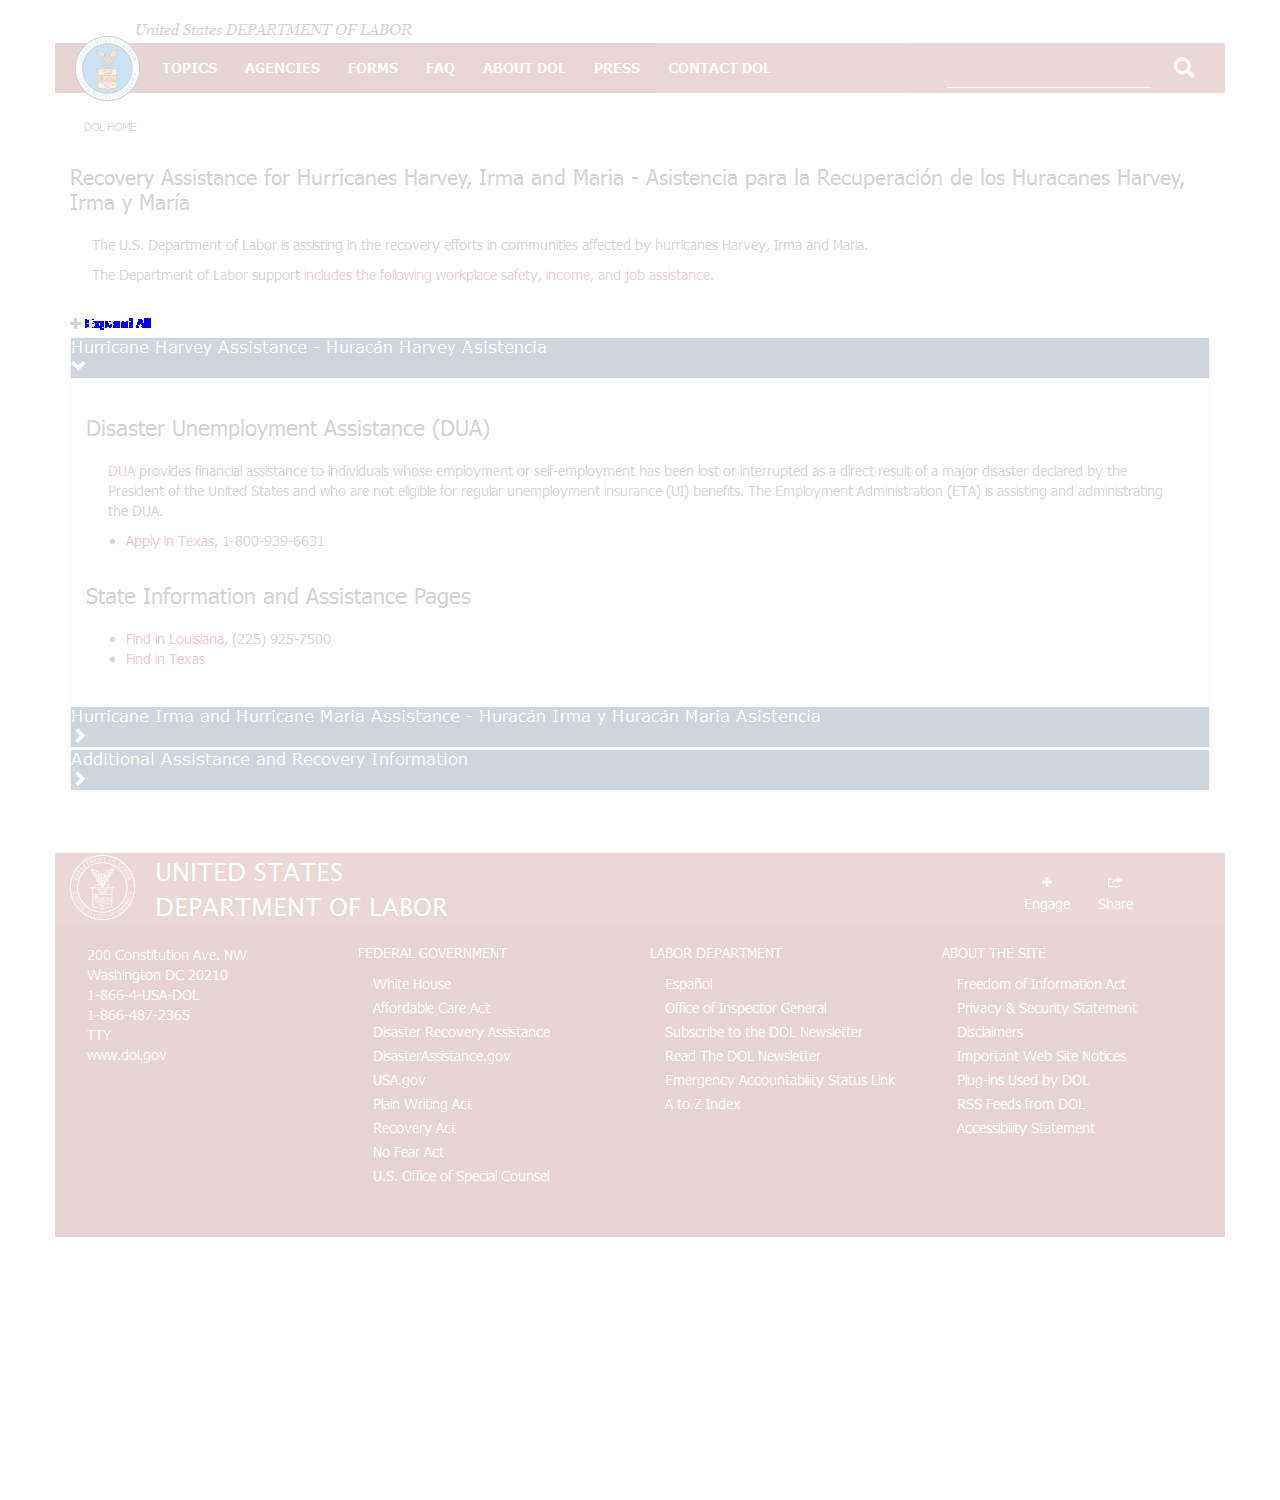 United States DEPARTMENT OF LABOR
TOPICS AGENCIES FORMS FAQ ABOUT DOL PRESS CONTACT DOL
DOL HOME
Recovery Assistance for Hurricanes Harvey, Irma and Maria - Asistencia para la Recuperación de los Huracanes Harvey,
Irma y María
The U.S. Department of Labor is assisting in the recovery efforts in communities affected by hurricanes Harvey, Irma and Maria.
The Department of Labor support includes the following workplace safety, income, and job assistance.
Expand All
Hurricane Harvey Assistance - Huracán Harvey Asistencia
Disaster Unemployment Assistance (DUA)
DUA provides financial assistance to individuals whose employment or self-employment has been lost or interrupted as a direct result of a major disaster declared by the
President of the United States and who are not eligible for regular unemployment insurance (UI) benefits. The Employment Administration (ETA) is assisting and administrating
the DUA.
Apply in Texas, 1-800-939-6631
State Information and Assistance Pages
Find in Louisiana, (225) 925-7500
Find in Texas
Hurricane Irma and Hurricane Maria Assistance - Huracán Irma y Huracán María Asistencia
Additional Assistance and Recovery Information
UNITED STATES
DEPARTMENT OF LABOR
Engage Share
200 Constitution Ave. NW
Washington DC 20210
1-866-4-USA-DOL
1-866-487-2365
TTY
www.dol.gov
FEDERAL GOVERNMENT
White House
Affordable Care Act
Disaster Recovery Assistance
DisasterAssistance.gov
USA.gov
Plain Writing Act
Recovery Act
No Fear Act
U.S. Office of Special Counsel
LABOR DEPARTMENT
Español
Office of Inspector General
Subscribe to the DOL Newsletter
Read The DOL Newsletter
Emergency Accountability Status Link
A to Z Index
ABOUT THE SITE
Freedom of Information Act
Privacy & Security Statement
Disclaimers
Important Web Site Notices
Plug-ins Used by DOL
RSS Feeds from DOL
Accessibility Statement